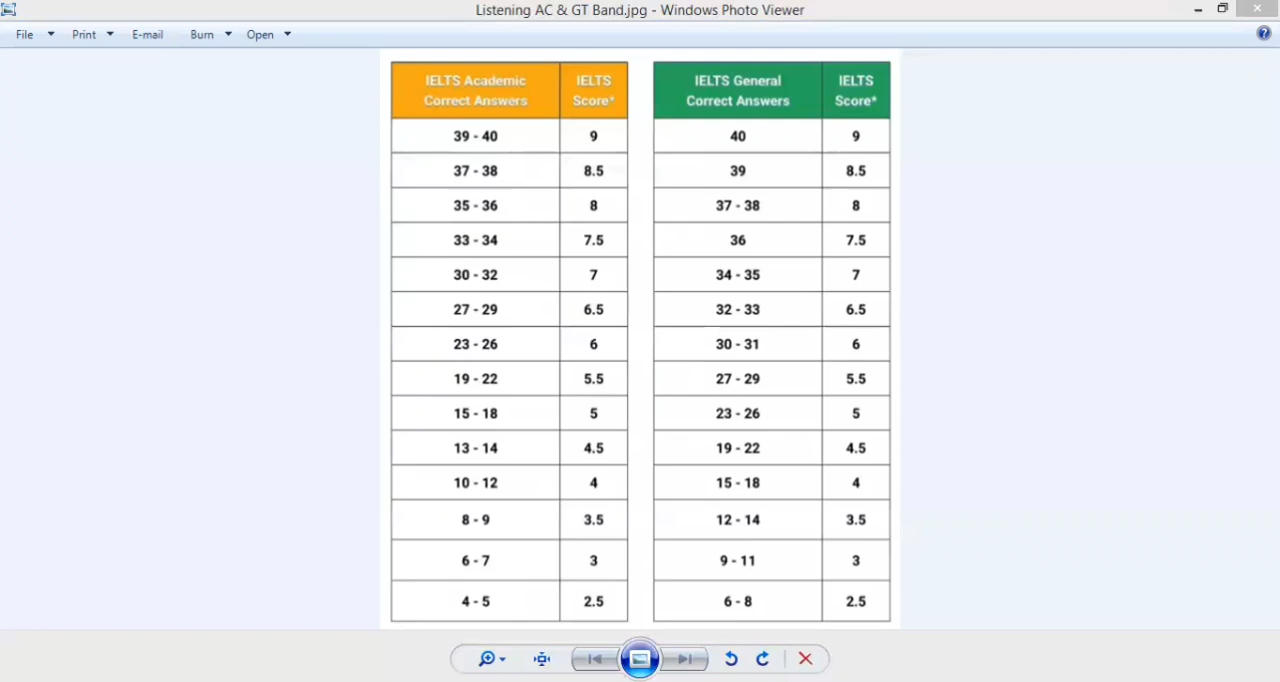 Listening AC & GT Band.jpg - Windows Photo Viewer
File Print E-mail Burn Open
IELTS Academic Correct Answers IELTS Score*
39 - 40 9
37 - 38 8.5
35 - 36 8
33 - 34 7.5
30 - 32 7
27 - 29 6.5
23 - 26 6
19 - 22 5.5
15 - 18 5
13 - 14 4.5
10 - 12 4
8 - 9 3.5
6 - 7 3
4 - 5 2.5
IELTS General Correct Answers IELTS Score*
40 9
39 8.5
37 - 38 8
36 7.5
34 - 35 7
32 - 33 6.5
30 - 31 6
27 - 29 5.5
23 - 26 5
19 - 22 4.5
15 - 18 4
12 - 14 3.5
9 - 11 3
6 - 8 2.5